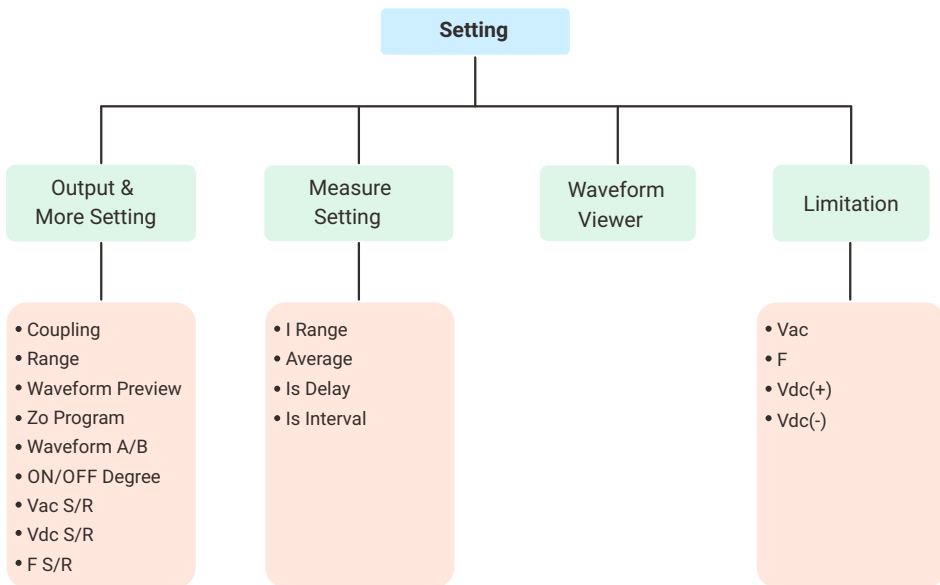 Setting
Output &
More Setting
Measure
Setting
Waveform
Viewer
Limitation
• Coupling
• Range
• Waveform Preview
• Zo Program
• Waveform A/B
• ON/OFF Degree
• Vac S/R
• Vdc S/R
• F S/R
• I Range
• Average
• Is Delay
• Is Interval
• Vac
• F
• Vdc(+)
• Vdc(-)